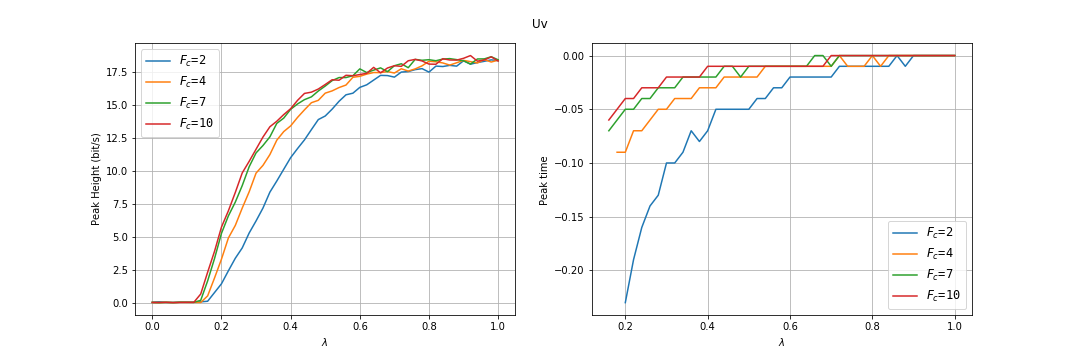 Uv
Peak Height (bit/s)
17.5
15.0
12.5
10.0
7.5
5.0
2.5
0.0
0.0 0.2 0.4 0.6 0.8 1.0
λ
F_c=2
F_c=4
F_c=7
F_c=10
Peak time
0.00
−0.05
−0.10
−0.15
−0.20
0.2 0.4 0.6 0.8 1.0
λ
F_c=2
F_c=4
F_c=7
F_c=10